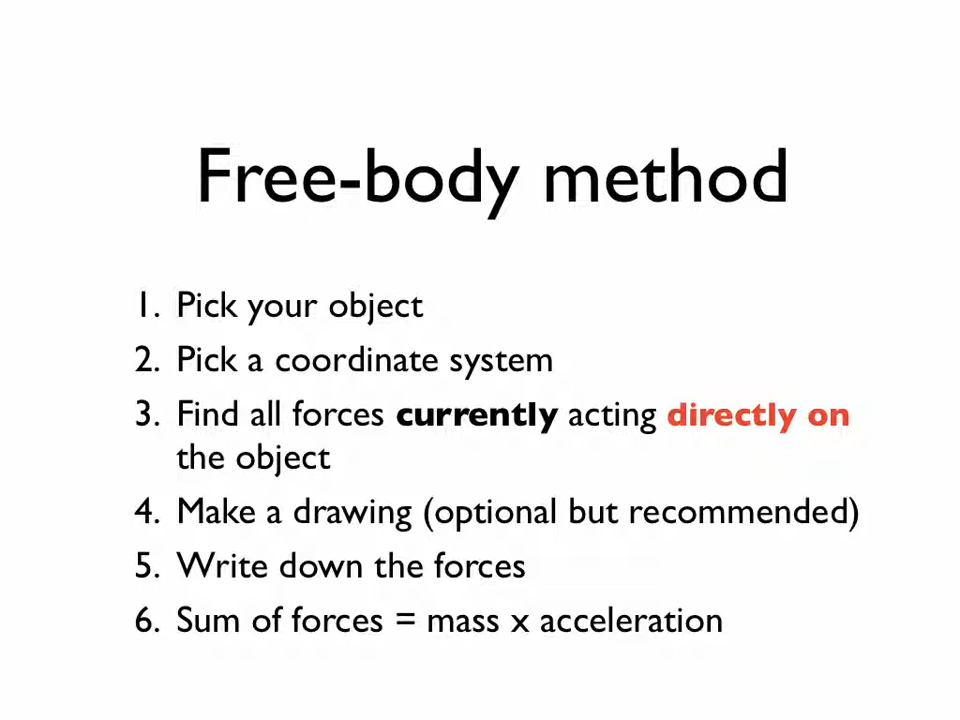 Free-body method
1. Pick your object
2. Pick a coordinate system
3. Find all forces currently acting directly on
the object
4. Make a drawing (optional but recommended)
5. Write down the forces
6. Sum of forces = mass x acceleration